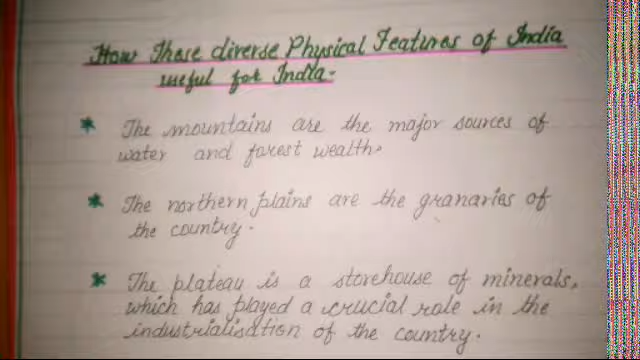 How These diverse Physical Features of India
useful for India:-
* The mountains are the major sources of
water and forest wealth.
* The northern plains are the granaries of
the country.
* The plateau is a storehouse of minerals,
which has played a crucial role in the
industrialisation of the country.